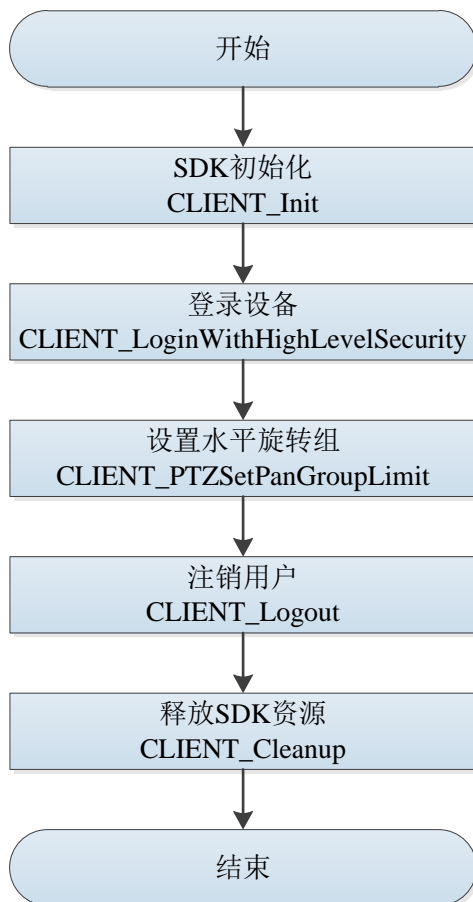 开始
SDK初始化
CLIENT_Init
登录设备
CLIENT_LoginWithHighLevelSecurity
设置水平旋转组
CLIENT_PTZSetPanGroupLimit
注销用户
CLIENT_Logout
释放SDK资源
CLIENT_Cleanup
结束